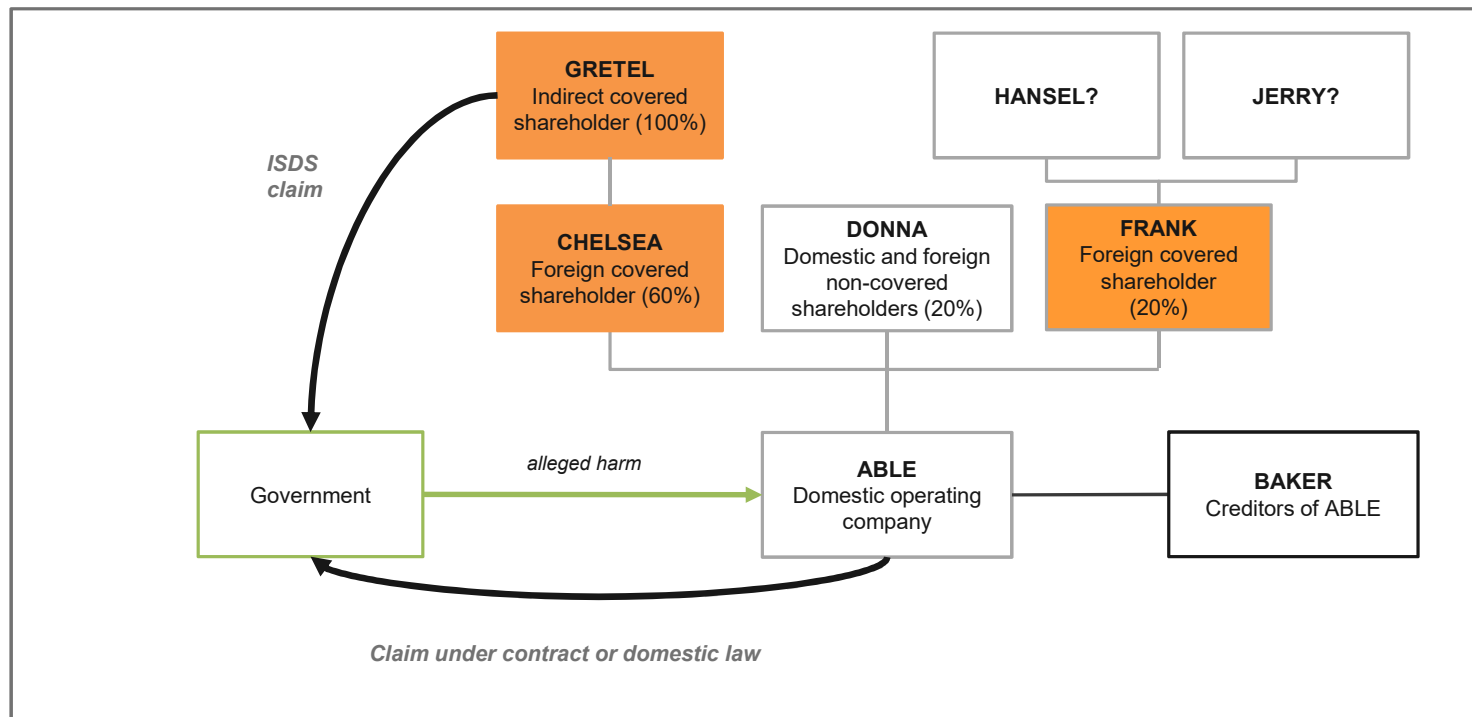 GRETEL
Indirect covered
shareholder (100%)
HANSEL?
JERRY?
ISDS
claim
CHELSEA
Foreign covered
shareholder (60%)
DONNA
Domestic and foreign
non-covered
shareholders (20%)
FRANK
Foreign covered
shareholder
(20%)
Government
alleged harm
ABLE
Domestic operating
company
BAKER
Creditors of ABLE
Claim under contract or domestic law